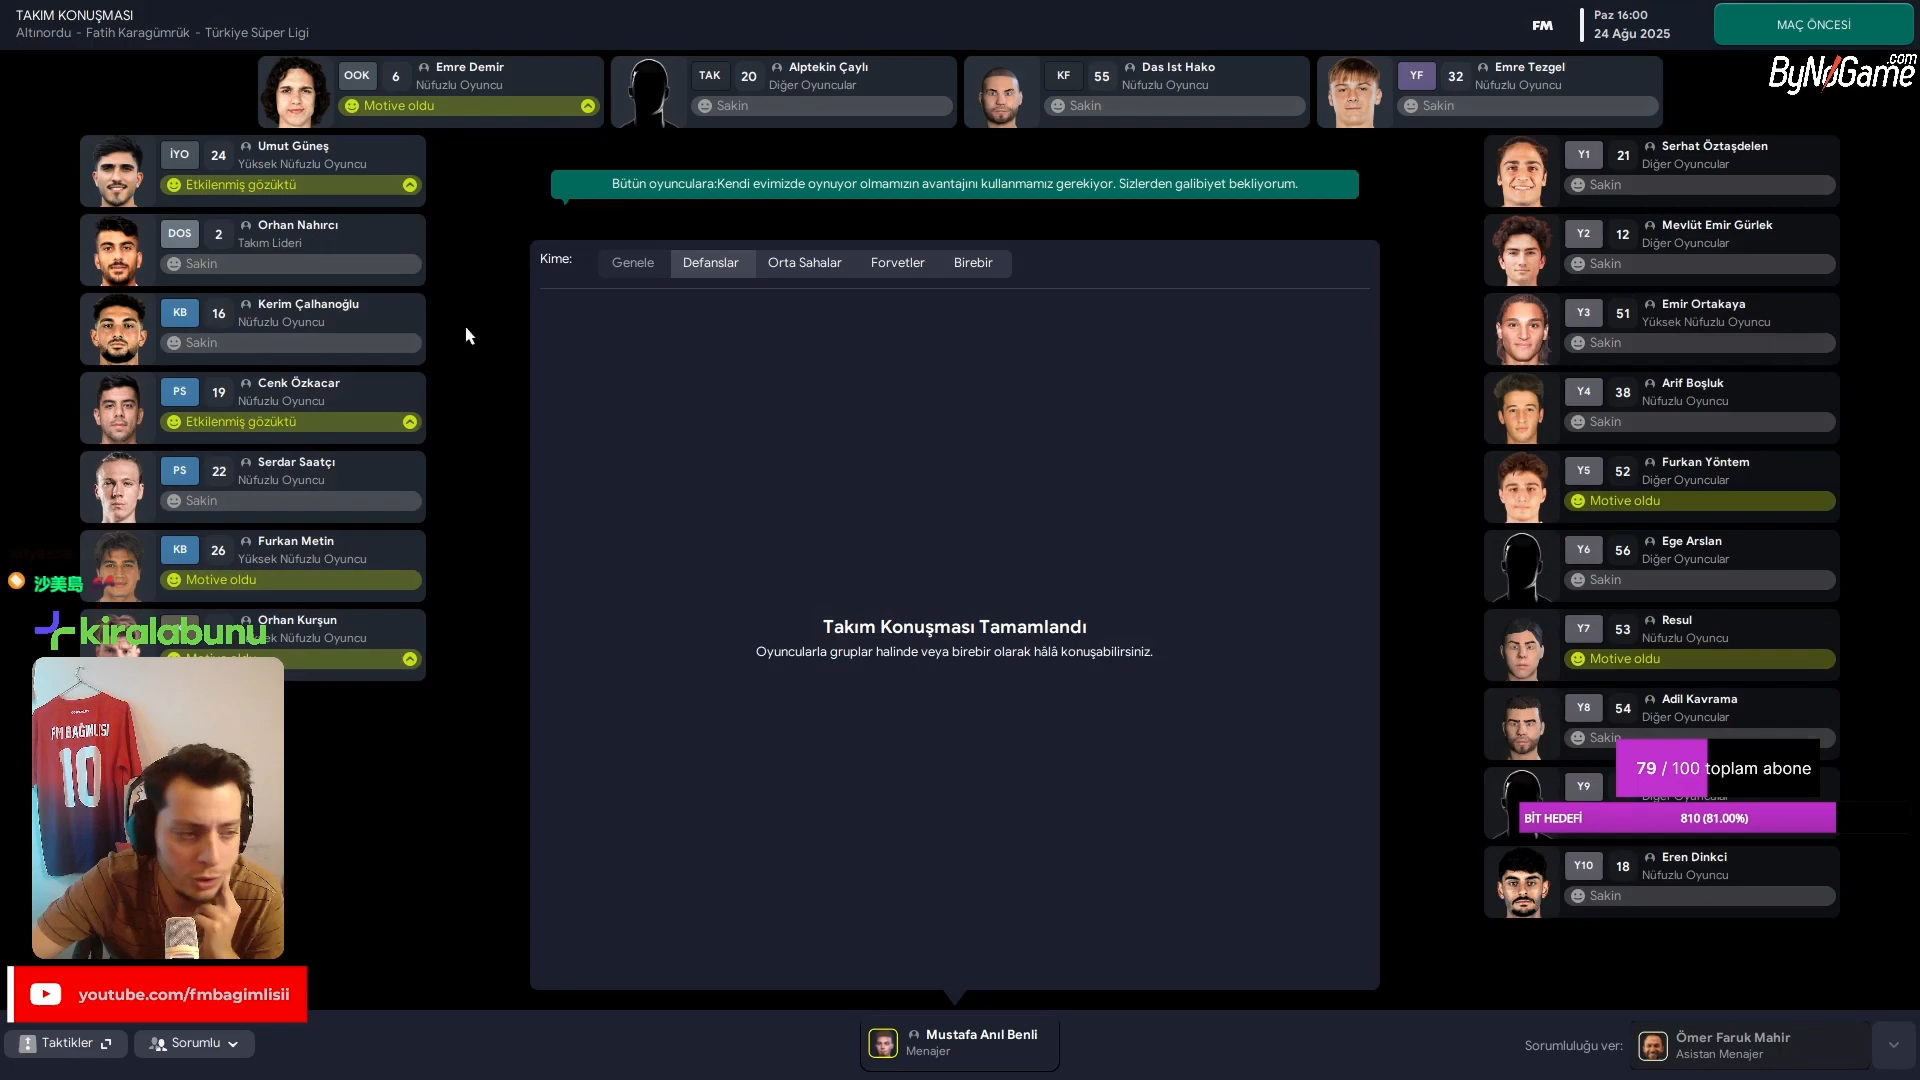 TAKIM KONUŞMASI
Altınordu - Fatih Karagümrük - Türkiye Süper Ligi
FM
Paz 16:00
24 Ağu 2025
MAÇ ÖNCESİ
ByNoGame.com
OOK 6 Emre Demir
Nüfuzlu Oyuncu
Motive oldu
TAK 20 Alptekin Çaylı
Diğer Oyuncular
Sakin
KF 55 Das Ist Hako
Nüfuzlu Oyuncu
Sakin
YF 32 Emre Tezgel
Nüfuzlu Oyuncu
Sakin
İYO 24 Umut Güneş
Yüksek Nüfuzlu Oyuncu
Etkilenmiş gözüktü
DOS 2 Orhan Nahırcı
Takım Lideri
Sakin
KB 16 Kerim Çalhanoğlu
Nüfuzlu Oyuncu
Sakin
PS 19 Cenk Özkacar
Nüfuzlu Oyuncu
Etkilenmiş gözüktü
PS 22 Serdar Saatçı
Nüfuzlu Oyuncu
Sakin
KB 26 Furkan Metin
Yüksek Nüfuzlu Oyuncu
Motive oldu
沙美島
Orhan Kurşun
kiralabunu
Nüfuzlu Oyuncu
Motive oldu
Bütün oyunculara:Kendi evimizde oynuyor olmamızın avantajını kullanmamız gerekiyor. Sizlerden galibiyet bekliyorum.
Kime: Genele Defanslar Orta Sahalar Forvetler Birebir
Takım Konuşması Tamamlandı
Oyuncularla gruplar halinde veya birebir olarak hâlâ konuşabilirsiniz.
Y1 21 Serhat Öztaşdelen
Diğer Oyuncular
Sakin
Y2 12 Mevlüt Emir Gürlek
Diğer Oyuncular
Sakin
Y3 51 Emir Ortakaya
Yüksek Nüfuzlu Oyuncu
Sakin
Y4 38 Arif Boşluk
Nüfuzlu Oyuncu
Sakin
Y5 52 Furkan Yöntem
Diğer Oyuncular
Motive oldu
Y6 56 Ege Arslan
Diğer Oyuncular
Sakin
Y7 53 Resul
Nüfuzlu Oyuncu
Motive oldu
Y8 54 Adil Kavrama
Diğer Oyuncular
Sakin
79 / 100 toplam abone
Y9
Diğer Oyuncular
BİT HEDEFİ 810 (81.00%)
Y10 18 Eren Dinkci
Nüfuzlu Oyuncu
Sakin
FM BAĞIMLISI
10
youtube.com/fmbagimlisii
Taktikler Sorumlu
Mustafa Anıl Benli
Menajer
Sorumluluğu ver: Ömer Faruk Mahir
Asistan Menajer